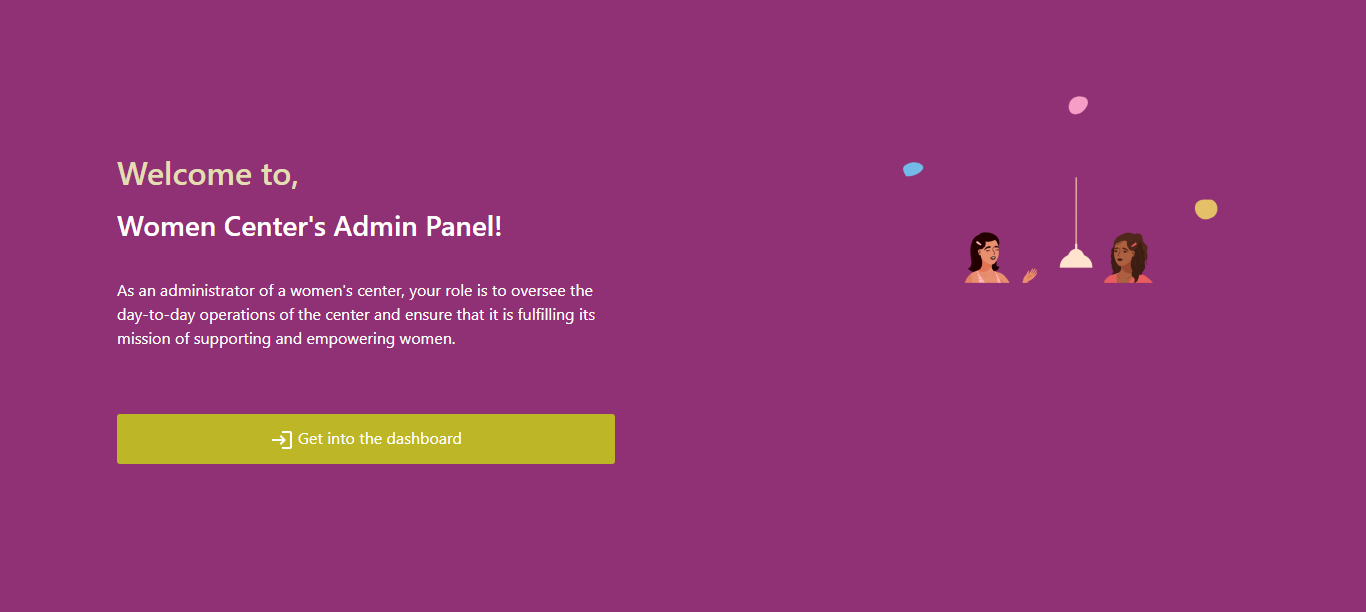 Welcome to,
Women Center's Admin Panel!
As an administrator of a women's center, your role is to oversee the
day-to-day operations of the center and ensure that it is fulfilling its
mission of supporting and empowering women.
Get into the dashboard